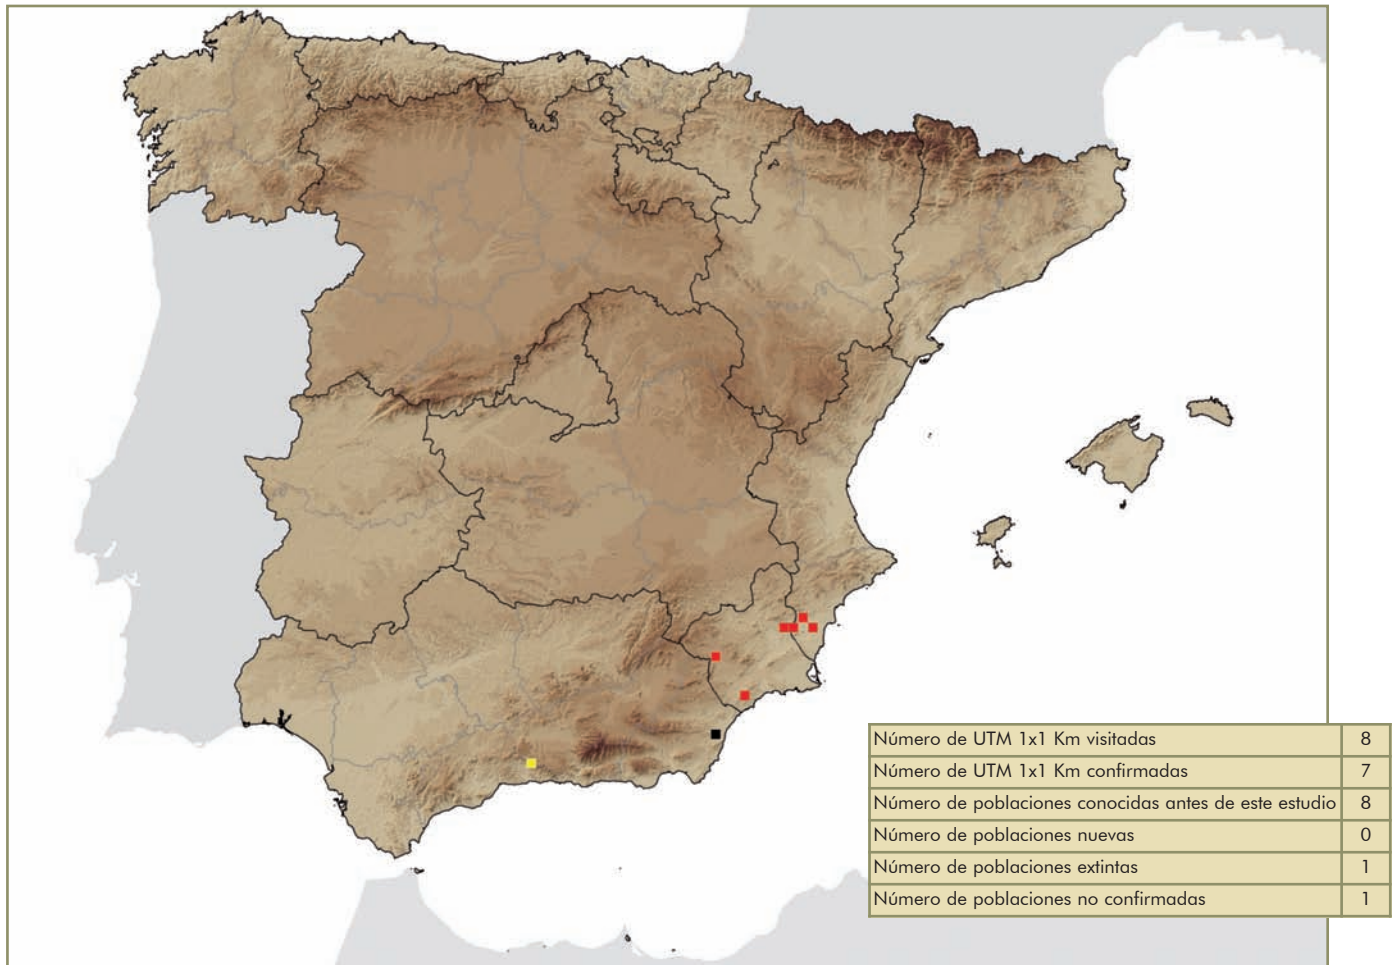 Número de UTM 1x1 Km visitadas 8
Número de UTM 1x1 Km confirmadas 7
Número de poblaciones conocidas antes de este estudio 8
Número de poblaciones nuevas 0
Número de poblaciones extintas 1
Número de poblaciones no confirmadas 1